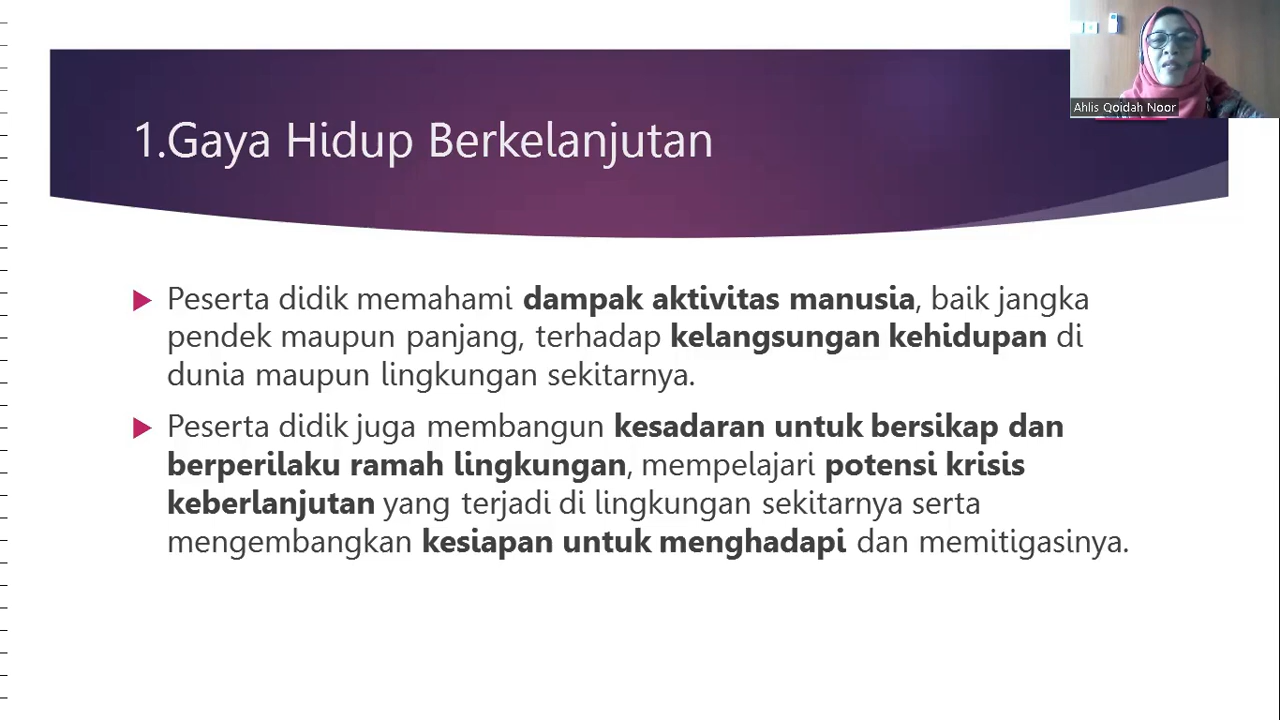 1.Gaya Hidup Berkelanjutan
Ahlis Qoidah Noor
Peserta didik memahami dampak aktivitas manusia, baik jangka
pendek maupun panjang, terhadap kelangsungan kehidupan di
dunia maupun lingkungan sekitarnya.
Peserta didik juga membangun kesadaran untuk bersikap dan
berperilaku ramah lingkungan, mempelajari potensi krisis
keberlanjutan yang terjadi di lingkungan sekitarnya serta
mengembangkan kesiapan untuk menghadapi dan memitigasinya.